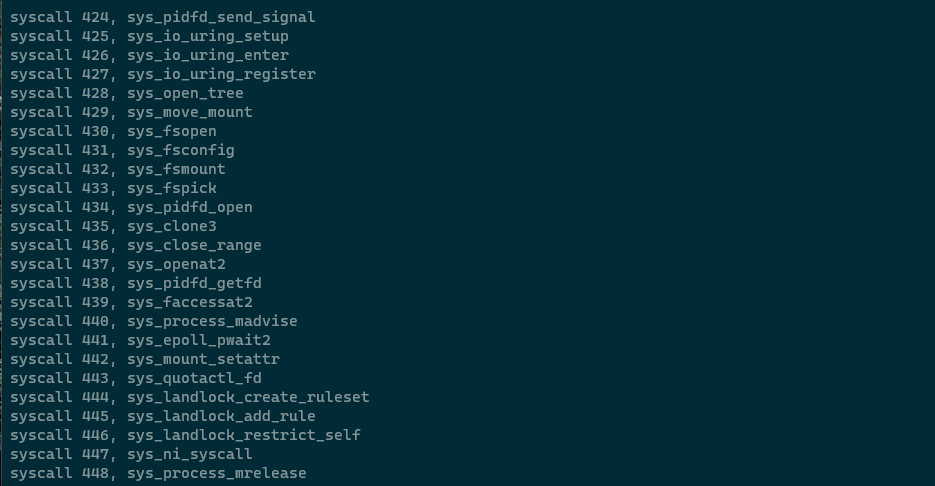 syscall 424, sys_pidfd_send_signal
syscall 425, sys_io_uring_setup
syscall 426, sys_io_uring_enter
syscall 427, sys_io_uring_register
syscall 428, sys_open_tree
syscall 429, sys_move_mount
syscall 430, sys_fsopen
syscall 431, sys_fsconfig
syscall 432, sys_fsmount
syscall 433, sys_fspick
syscall 434, sys_pidfd_open
syscall 435, sys_clone3
syscall 436, sys_close_range
syscall 437, sys_openat2
syscall 438, sys_pidfd_getfd
syscall 439, sys_faccessat2
syscall 440, sys_process_madvise
syscall 441, sys_epoll_pwait2
syscall 442, sys_mount_setattr
syscall 443, sys_quotactl_fd
syscall 444, sys_landlock_create_ruleset
syscall 445, sys_landlock_add_rule
syscall 446, sys_landlock_restrict_self
syscall 447, sys_ni_syscall
syscall 448, sys_process_mrelease